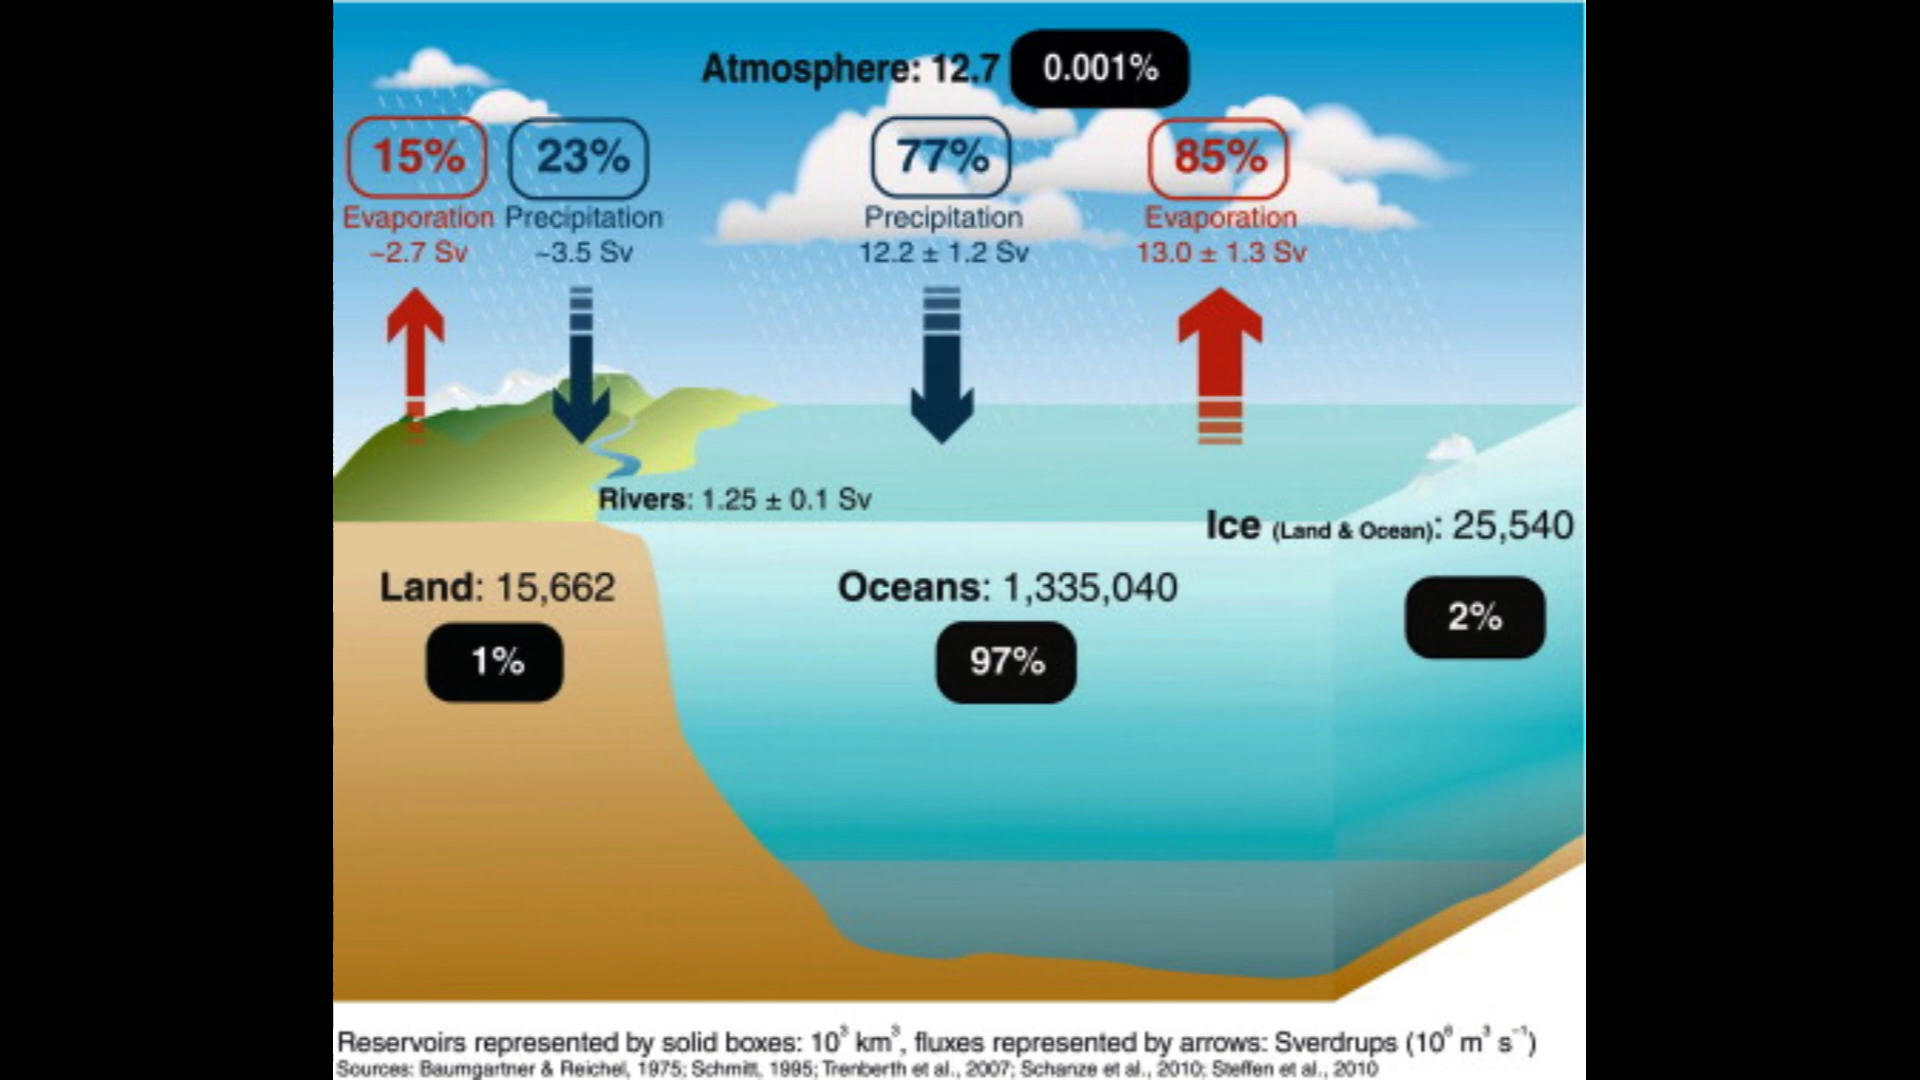 Atmosphere: 12.7 0.001%
15% 23% 77% 85%
Evaporation Precipitation Precipitation Evaporation
~2.7 Sv ~3.5 Sv 12.2 ± 1.2 Sv 13.0 ± 1.3 Sv
Rivers: 1.25 ± 0.1 Sv
Ice (Land & Ocean): 25,540
Land: 15,662 Oceans: 1,335,040
2%
1% 97%
Reservoirs represented by solid boxes: 10³ km³, fluxes represented by arrows: Sverdrups (10⁶ m³ s⁻¹)
Sources: Baumgartner & Reichel, 1975; Schmitt, 1995; Trenberth et al., 2007; Schanze et al., 2010; Steffen et al., 2010